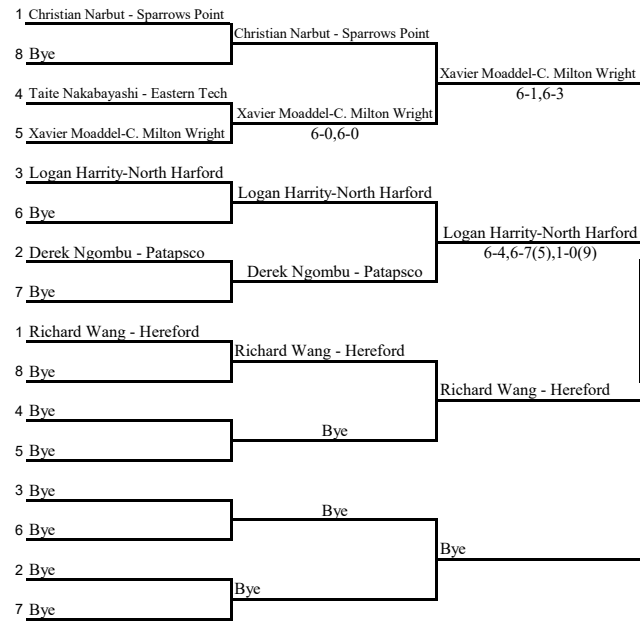 1 Christian Narbut - Sparrows Point
Christian Narbut - Sparrows Point
8 Bye
Xavier Moaddel-C. Milton Wright
6-1,6-3
4 Taite Nakabayashi - Eastern Tech
Xavier Moaddel-C. Milton Wright
6-0,6-0
5 Xavier Moaddel-C. Milton Wright
3 Logan Harrity-North Harford
Logan Harrity-North Harford
6 Bye
Logan Harrity-North Harford
6-4,6-7(5),1-0(9)
2 Derek Ngombu - Patapsco
Derek Ngombu - Patapsco
7 Bye
1 Richard Wang - Hereford
Richard Wang - Hereford
8 Bye
Richard Wang - Hereford
4 Bye
Bye
5 Bye
3 Bye
Bye
6 Bye
Bye
2 Bye
Bye
7 Bye